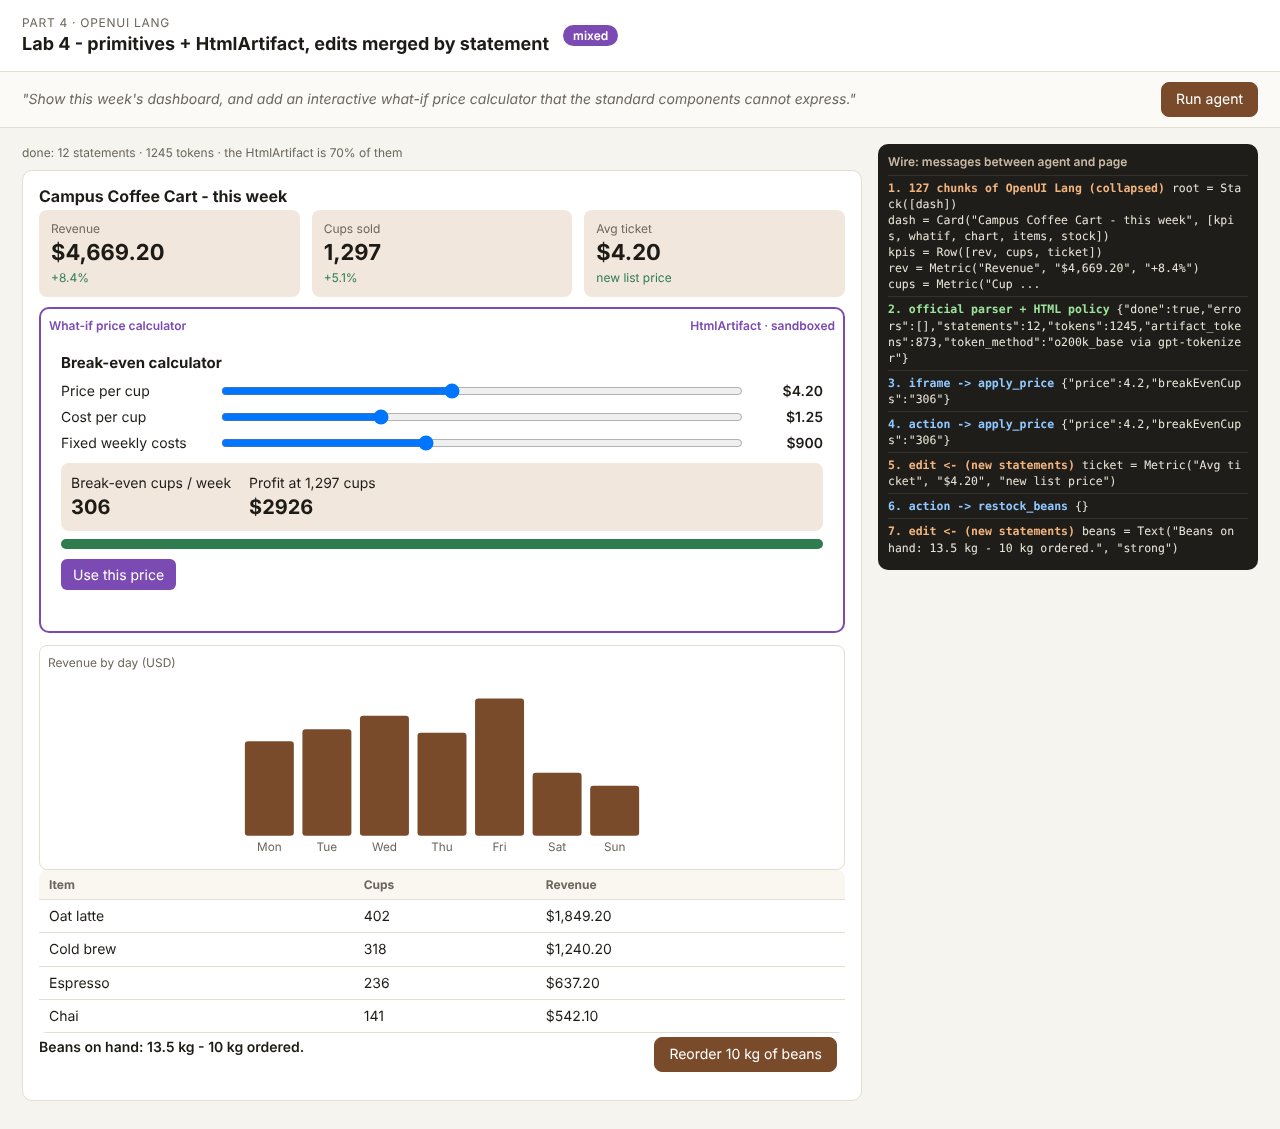 PART 4 · OPENUI LANG
Lab 4 - primitives + HtmlArtifact, edits merged by statement
mixed
"Show this week's dashboard, and add an interactive what-if price calculator that the standard components cannot express."
Run agent
done: 12 statements · 1245 tokens · the HtmlArtifact is 70% of them
Campus Coffee Cart - this week
Revenue
$4,669.20
+8.4%
Cups sold
1,297
+5.1%
Avg ticket
$4.20
new list price
What-if price calculator
HtmlArtifact · sandboxed
Break-even calculator
Price per cup $4.20
Cost per cup $1.25
Fixed weekly costs $900
Break-even cups / week
306
Profit at 1,297 cups
$2926
Use this price
Revenue by day (USD)
Mon Tue Wed Thu Fri Sat Sun
Item Cups Revenue
Oat latte 402 $1,849.20
Cold brew 318 $1,240.20
Espresso 236 $637.20
Chai 141 $542.10
Beans on hand: 13.5 kg - 10 kg ordered.
Reorder 10 kg of beans
Wire: messages between agent and page
1. 127 chunks of OpenUI Lang (collapsed) root = Sta
ck([dash])
dash = Card("Campus Coffee Cart - this week", [kpi
s, whatif, chart, items, stock])
kpis = Row([rev, cups, ticket])
rev = Metric("Revenue", "$4,669.20", "+8.4%")
cups = Metric("Cup ...
2. official parser + HTML policy {"done":true,"erro
rs":[],"statements":12,"tokens":1245,"artifact_toke
ns":873,"token_method":"o200k_base via gpt-tokenize
r"}
3. iframe -> apply_price {"price":4.2,"breakEvenCup
s":"306"}
4. action -> apply_price {"price":4.2,"breakEvenCup
s":"306"}
5. edit <- (new statements) ticket = Metric("Avg ti
cket", "$4.20", "new list price")
6. action -> restock_beans {}
7. edit <- (new statements) beans = Text("Beans on
hand: 13.5 kg - 10 kg ordered.", "strong")